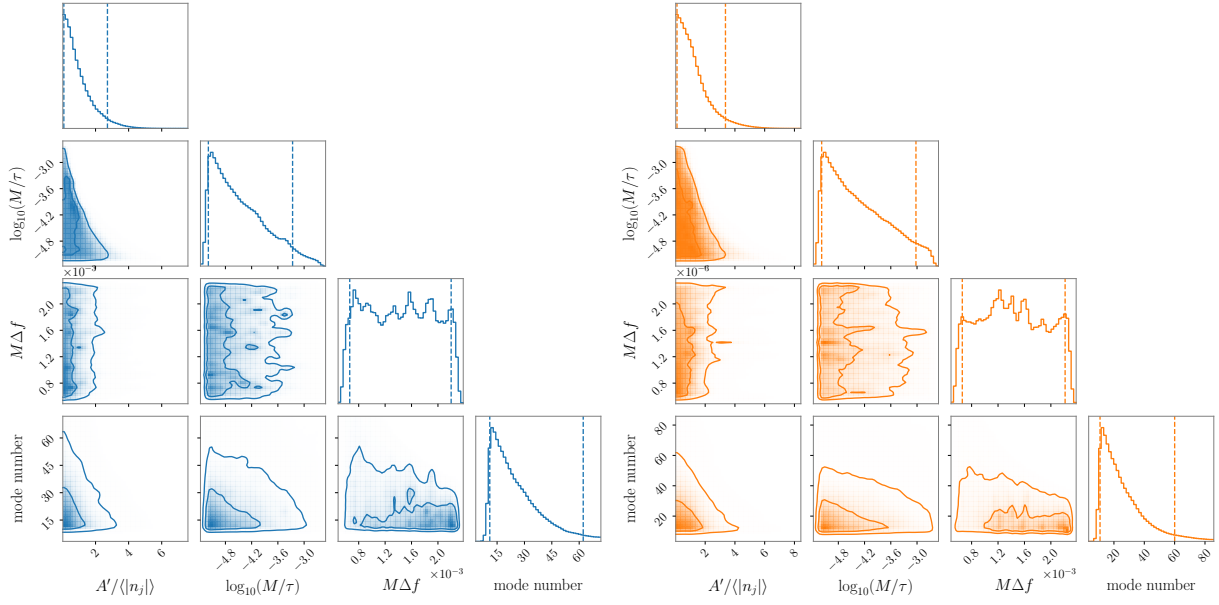 log₁₀(M/τ)
−3.0
−3.6
−4.2
−4.8
×10⁻³
MΔf
2.0
1.6
1.2
0.8
mode number
60
45
30
15
2 4 6
A′/⟨|nⱼ|⟩
−4.8 −4.2 −3.6 −3.0
log₁₀(M/τ)
0.8 1.2 1.6 2.0
×10⁻³
MΔf
15 30 45 60
mode number
log₁₀(M/τ)
−3.0
−3.6
−4.2
−4.8
×10⁻⁶
MΔf
2.0
1.6
1.2
0.8
mode number
80
60
40
20
2 4 6 8
A′/⟨|nⱼ|⟩
−4.8 −4.2 −3.6 −3.0
log₁₀(M/τ)
0.8 1.2 1.6 2.0
×10⁻³
MΔf
20 40 60 80
mode number